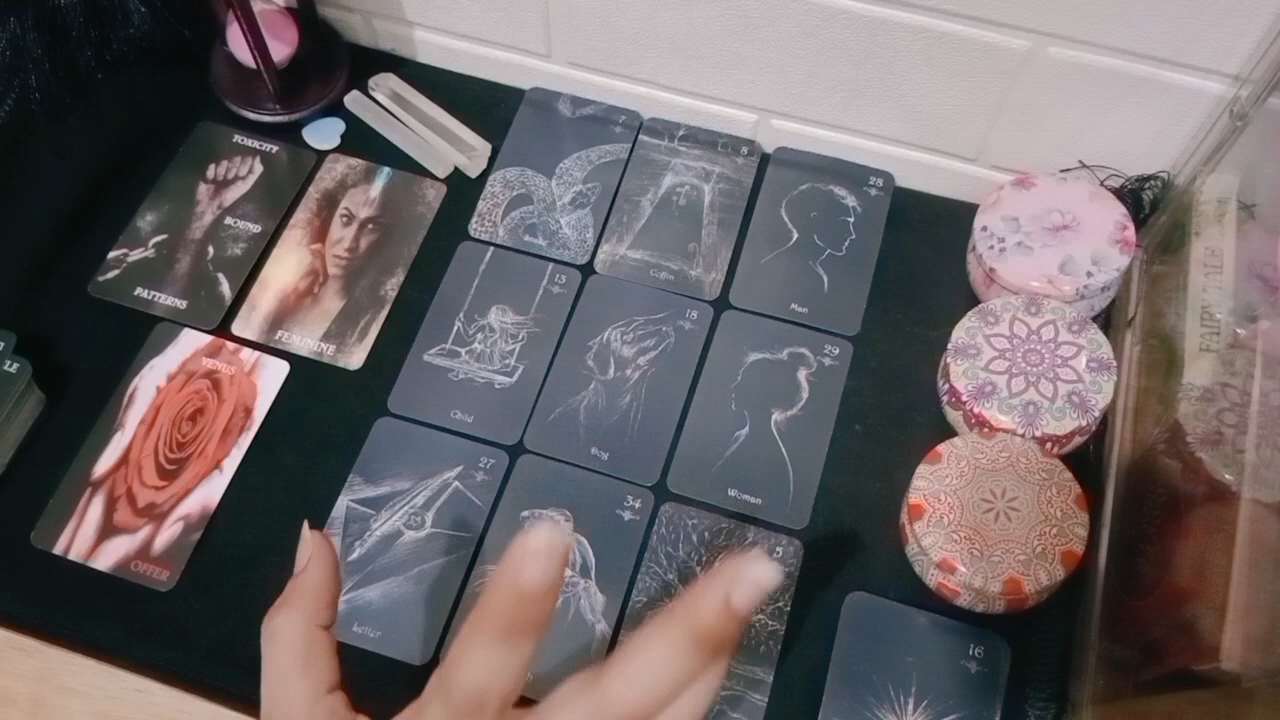 TOXICITY
BOUND
PATTERNS
FEMININE
VENUS
OFFER
LE
7
8
Coffin
28
Man
13
Child
18
Dog
29
Woman
27
Letter
34
5
16
FAIRY TALE